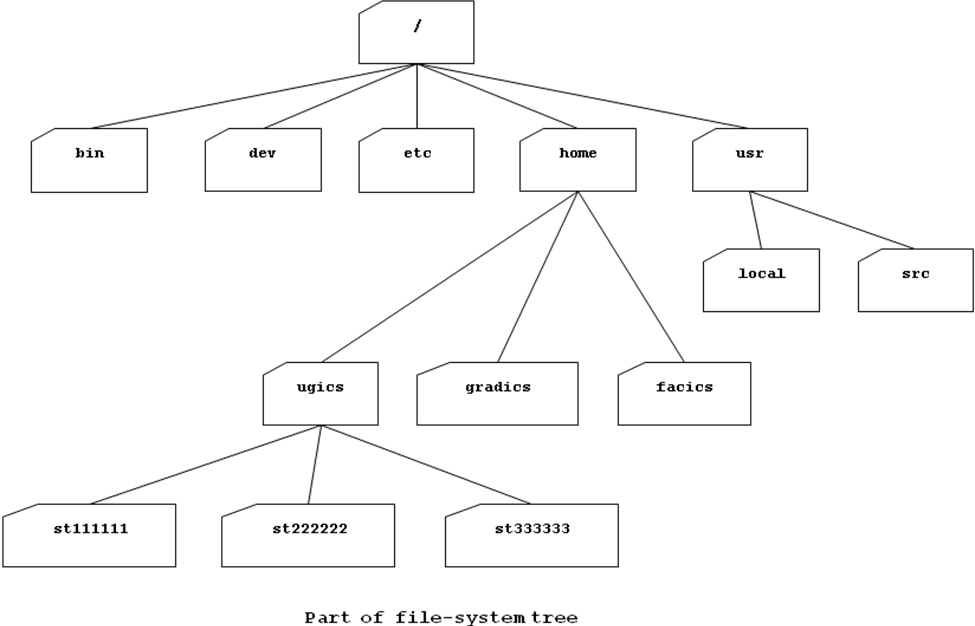 /
bin dev etc home usr
local src
ugics gradics facics
st111111 st222222 st333333
Part of file-system tree